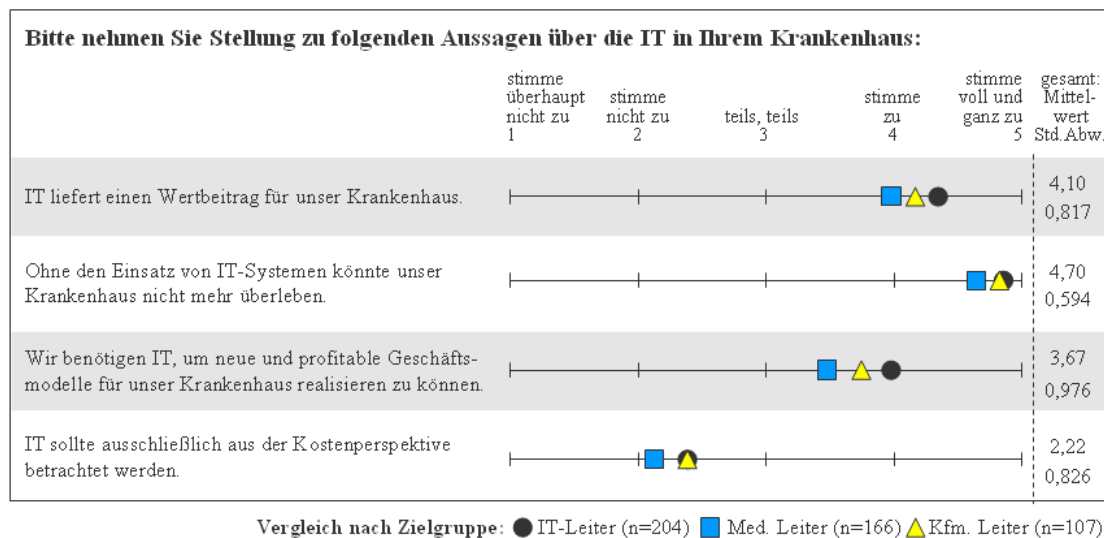 Bitte nehmen Sie Stellung zu folgenden Aussagen über die IT in Ihrem Krankenhaus:
stimme überhaupt nicht zu 1
stimme nicht zu 2
teils, teils 3
stimme zu 4
stimme voll und ganz zu 5
gesamt: Mittel- wert Std.Abw.
IT liefert einen Wertbeitrag für unser Krankenhaus.
4,10
0,817
Ohne den Einsatz von IT-Systemen könnte unser
Krankenhaus nicht mehr überleben.
4,70
0,594
Wir benötigen IT, um neue und profitable Geschäfts-
modelle für unser Krankenhaus realisieren zu können.
3,67
0,976
IT sollte ausschließlich aus der Kostenperspektive
betrachtet werden.
2,22
0,826
Vergleich nach Zielgruppe: IT-Leiter (n=204) Med. Leiter (n=166) Kfm. Leiter (n=107)